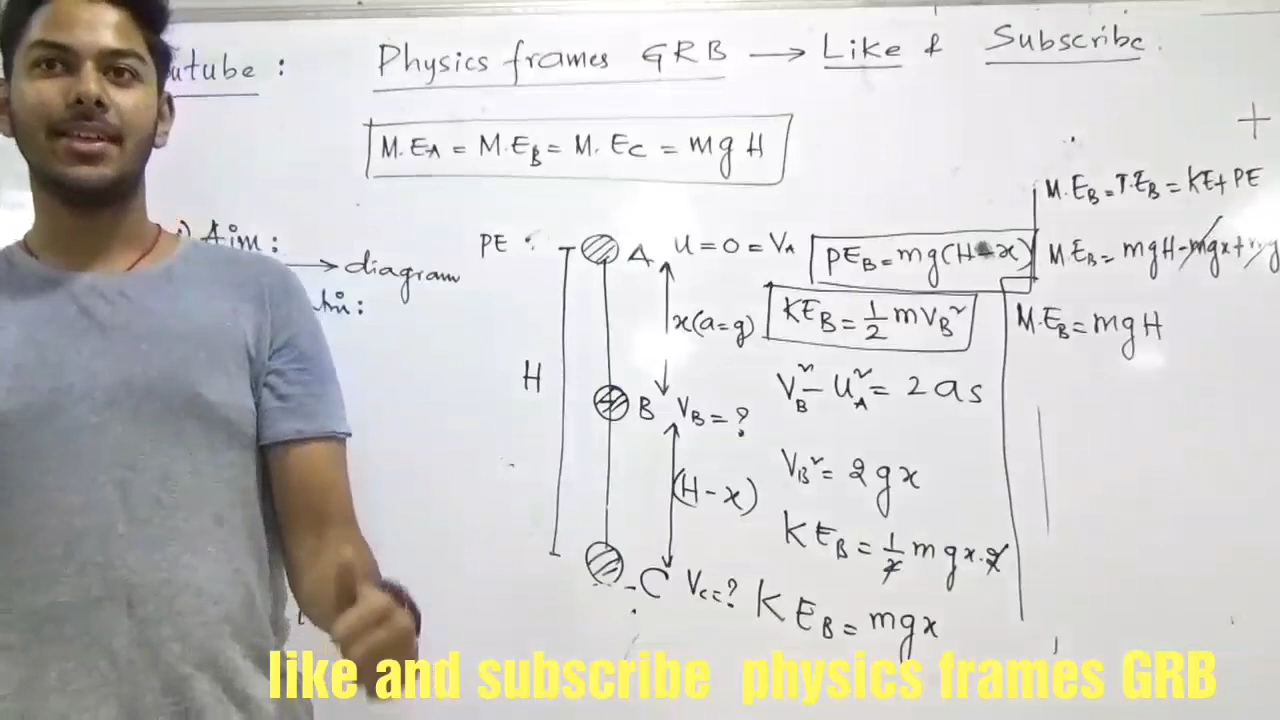 utube : Physics frames GRB → Like & Subscribe.
M.E_A = M.E_B = M.E_C = mgH
M.E_B = T.E_B = KE + PE
Aim :
→ diagram
PE :
A u = 0 = V_A
PE_B = mg(H - x)
M.E_B = mgH - mgx +
x(a=g)
KE_B = 1/2 mV_B²
M.E_B = mgH
H
B V_B = ?
V_B² - U_A² = 2as
(H - x)
V_B² = 2gx
KE_B = 1/2 mgx.2
C V_C = ?
KE_B = mgx
like and subscribe physics frames GRB